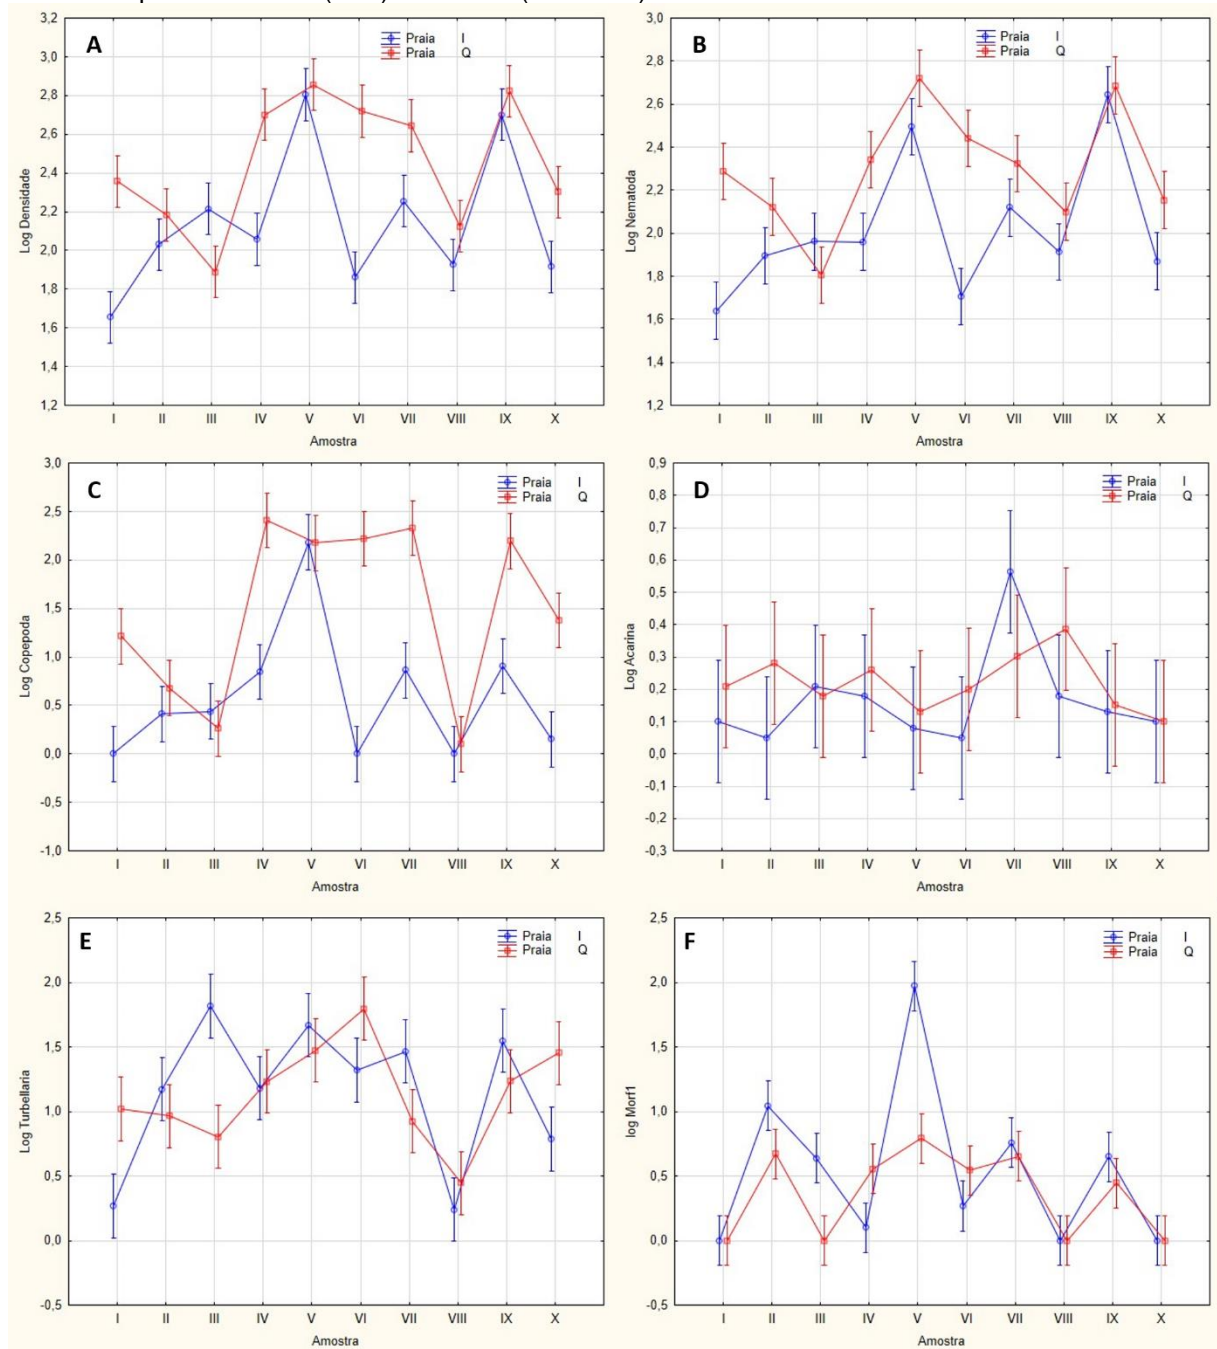 3,2
3,0
2,8
2,6
2,4
2,2
2,0
1,8
1,6
1,4
1,2
Log Densidade
A
Praia I
Praia Q
I II III IV V VI VII VIII IX X
Amostra
3,0
2,8
2,6
2,4
2,2
2,0
1,8
1,6
1,4
1,2
Log Nematoda
B
Praia I
Praia Q
I II III IV V VI VII VIII IX X
Amostra
3,0
2,5
2,0
1,5
1,0
0,5
0,0
-0,5
-1,0
Log Copepoda
C
Praia I
Praia Q
I II III IV V VI VII VIII IX X
Amostra
0,9
0,8
0,7
0,6
0,5
0,4
0,3
0,2
0,1
0,0
-0,1
-0,2
-0,3
Log Acarina
D
Praia I
Praia Q
I II III IV V VI VII VIII IX X
Amostra
2,5
2,0
1,5
1,0
0,5
0,0
-0,5
Log Turbellaria
E
Praia I
Praia Q
I II III IV V VI VII VIII IX X
Amostra
2,5
2,0
1,5
1,0
0,5
0,0
-0,5
log Morf1
F
Praia I
Praia Q
I II III IV V VI VII VIII IX X
Amostra